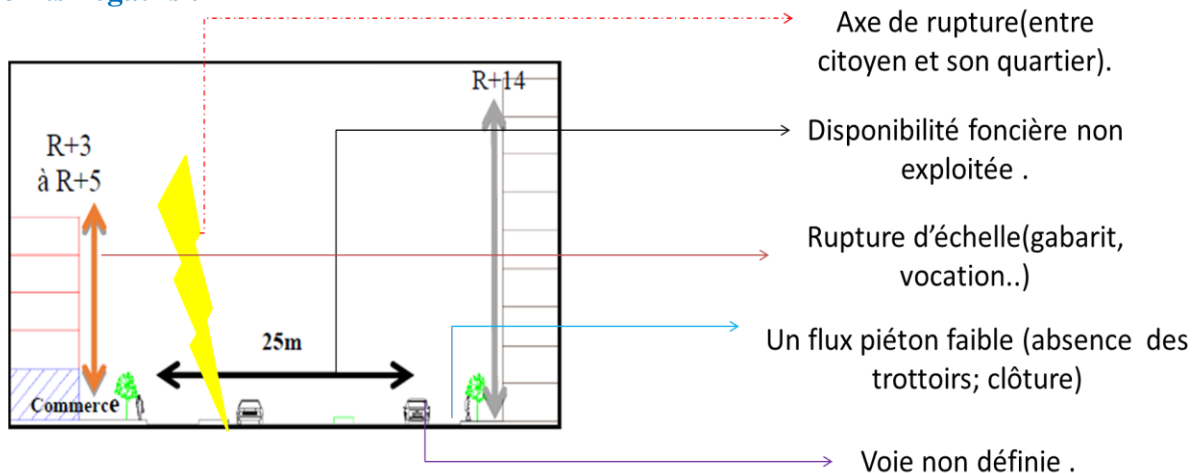 Axe de rupture(entre
citoyen et son quartier).
R+14
R+3
à R+5
Disponibilité foncière non
exploitée .
Rupture d’échelle(gabarit,
vocation..)
25m
Un flux piéton faible (absence des
trottoirs; clôture)
Commerce
Voie non définie .